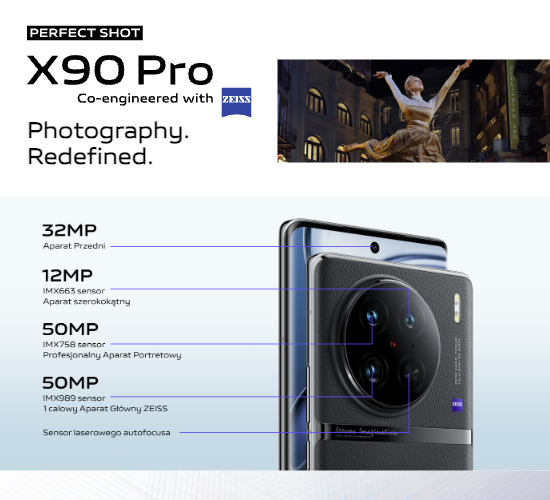 PERFECT SHOT
X90 Pro
Co-engineered with ZEISS
Photography.
Redefined.
32MP
Aparat Przedni
12MP
IMX663 sensor
Aparat szerokokątny
50MP
IMX758 sensor
Profesjonalny Aparat Portretowy
50MP
IMX989 sensor
1 calowy Aparat Główny ZEISS
Sensor laserowego autofocusa
ZEISS
Xtreme Imagination